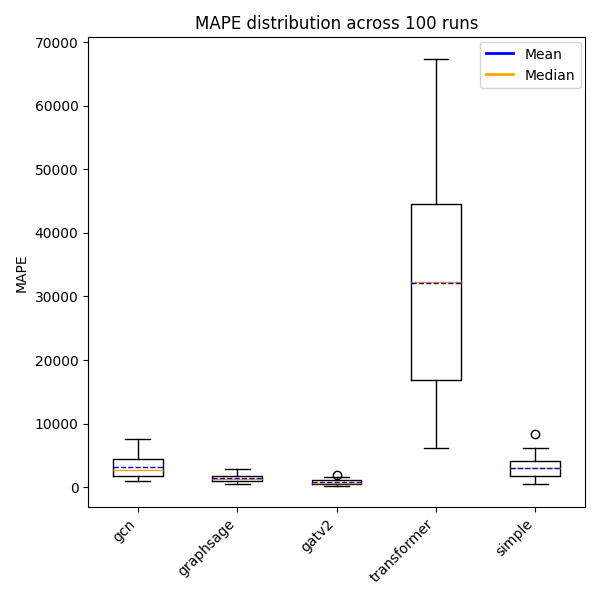 MAPE distribution across 100 runs
Mean
Median
MAPE
70000
60000
50000
40000
30000
20000
10000
0
gcn
graphsage
gatv2
transformer
simple